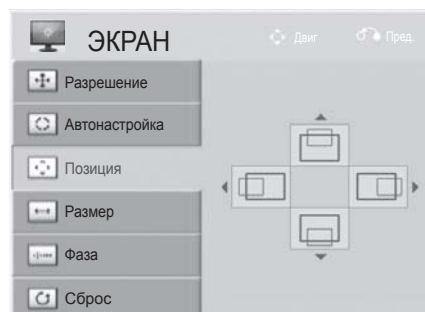 ЭКРАН
Двиг
Пред.
Разрешение
Автонастройка
Позиция
Размер
Фаза
Сброс